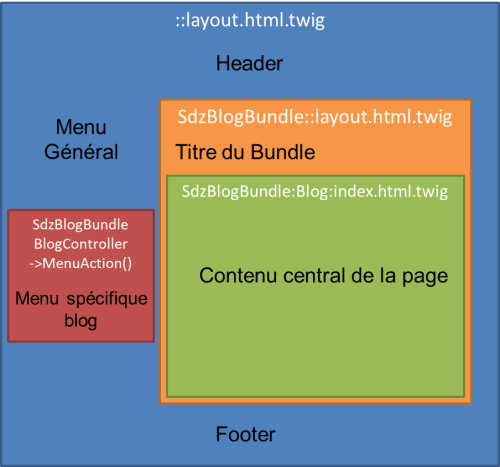 ::layout.html.twig
Header
Menu
Général
SdzBlogBundle::layout.html.twig
Titre du Bundle
SdzBlogBundle:Blog:index.html.twig
SdzBlogBundle
BlogController
->MenuAction()
Menu spécifique
blog
Contenu central de la page
Footer